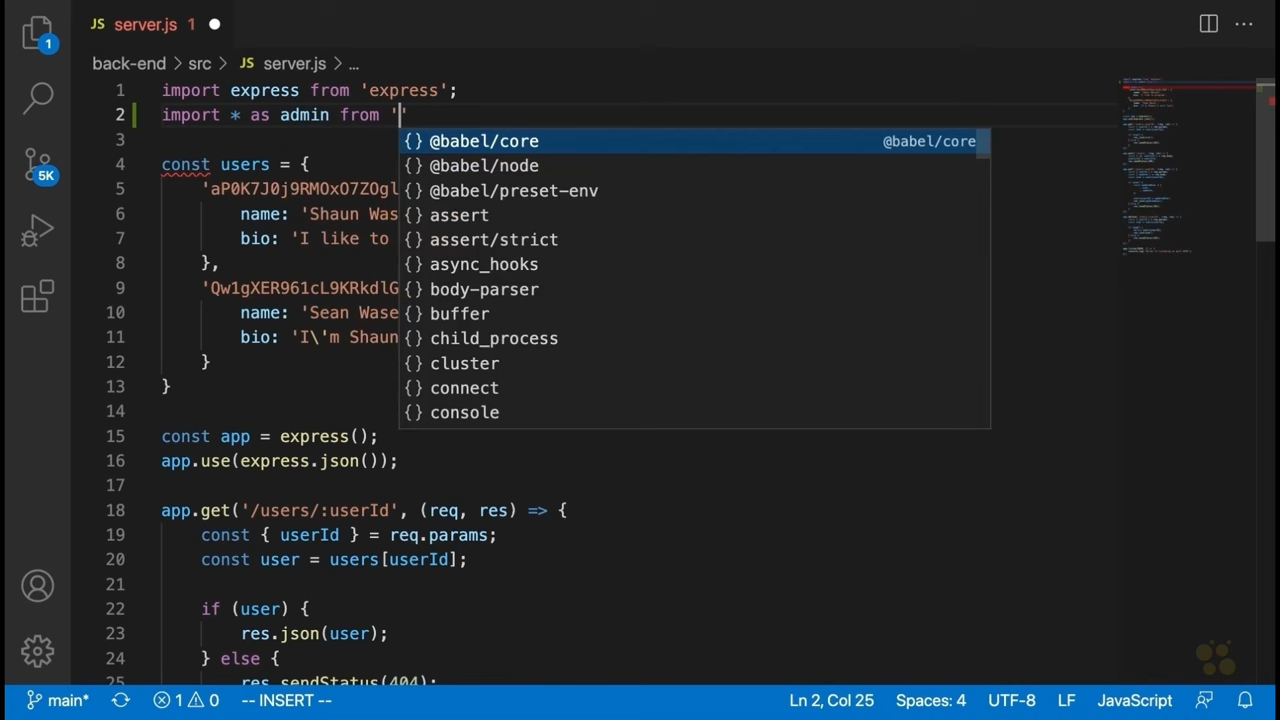 JS server.js 1
1
back-end > src > JS server.js > ...
1 import express from 'express';
2 import * as admin from ''
3
4 const users = {
5 'aP0K7J0j9RMOxO7ZOgl
6 name: 'Shaun Was
7 bio: 'I like to
8 },
9 'Qw1gXER961cL9KRkdlG
10 name: 'Sean Wase
11 bio: 'I\'m Shaun
12 }
13 }
14
15 const app = express();
16 app.use(express.json());
17
18 app.get('/users/:userId', (req, res) => {
19 const { userId } = req.params;
20 const user = users[userId];
21
22 if (user) {
23 res.json(user);
24 } else {
25 res.sendStatus(404);
{} @babel/core @babel/core
{} @babel/node
{} @babel/preset-env
{} assert
{} assert/strict
{} async_hooks
{} body-parser
{} buffer
{} child_process
{} cluster
{} connect
{} console
5K
main* 1 0 -- INSERT -- Ln 2, Col 25 Spaces: 4 UTF-8 LF JavaScript